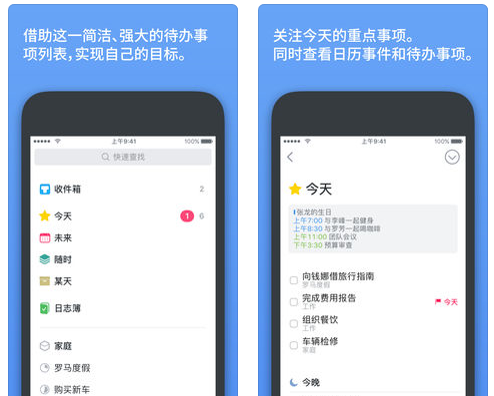 借助这一简洁、强大的待办事
项列表，实现自己的目标。
上午9:41
100%
快速查找
收件箱 2
今天 1 6
未来
随时
某天
日志薄
家庭
罗马度假
购买新车
关注今天的重点事项。
同时查看日历事件和待办事项。
上午9:41
100%
今天
张龙的生日
上午7:00 与李峰一起健身
上午8:30 与罗芳一起喝咖啡
上午11:00 团队会议
下午3:30 预算审查
向钱娜借旅行指南
罗马度假
完成费用报告 今天
工作
组织餐饮
工作
车辆检修
家庭
今晚